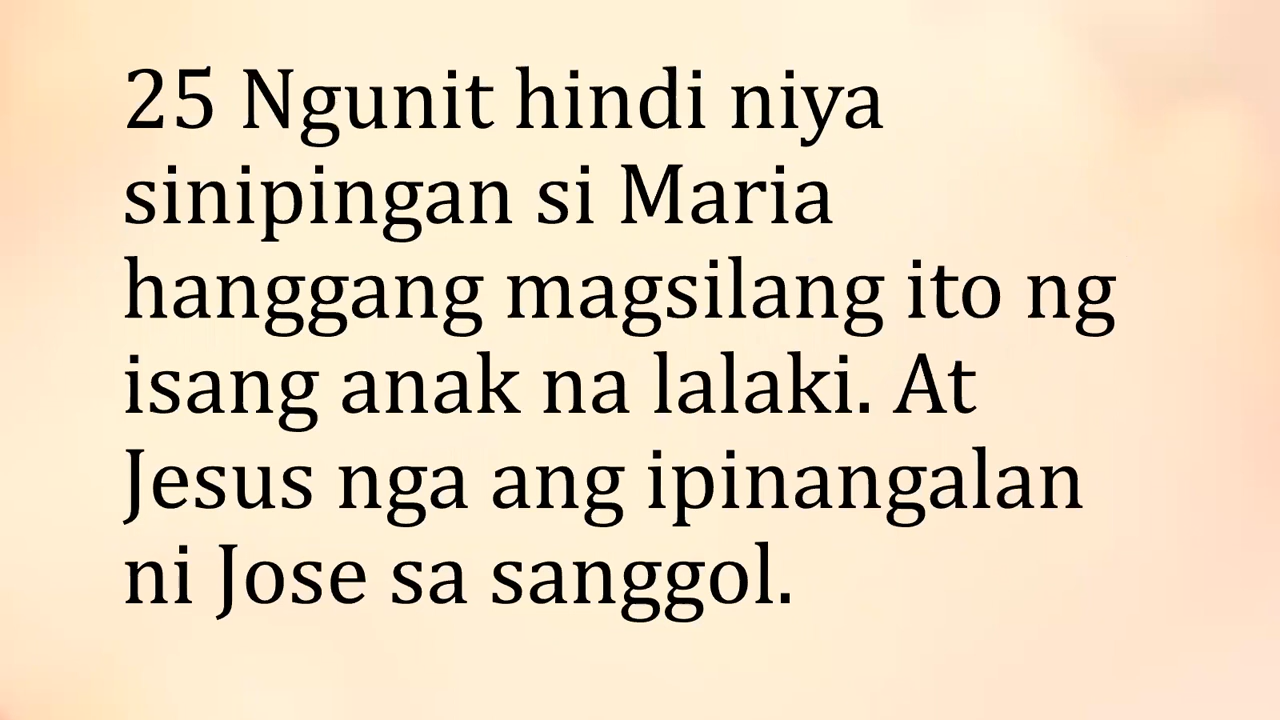 25 Ngunit hindi niya
sinipingan si Maria
hanggang magsilang ito ng
isang anak na lalaki. At
Jesus nga ang ipinangalan
ni Jose sa sanggol.